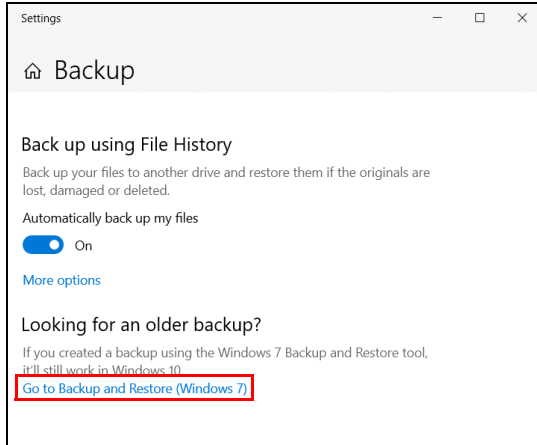 Settings
Backup
Back up using File History
Back up your files to another drive and restore them if the originals are
lost, damaged or deleted.
Automatically back up my files
On
More options
Looking for an older backup?
If you created a backup using the Windows 7 Backup and Restore tool,
it'll still work in Windows 10.
Go to Backup and Restore (Windows 7)